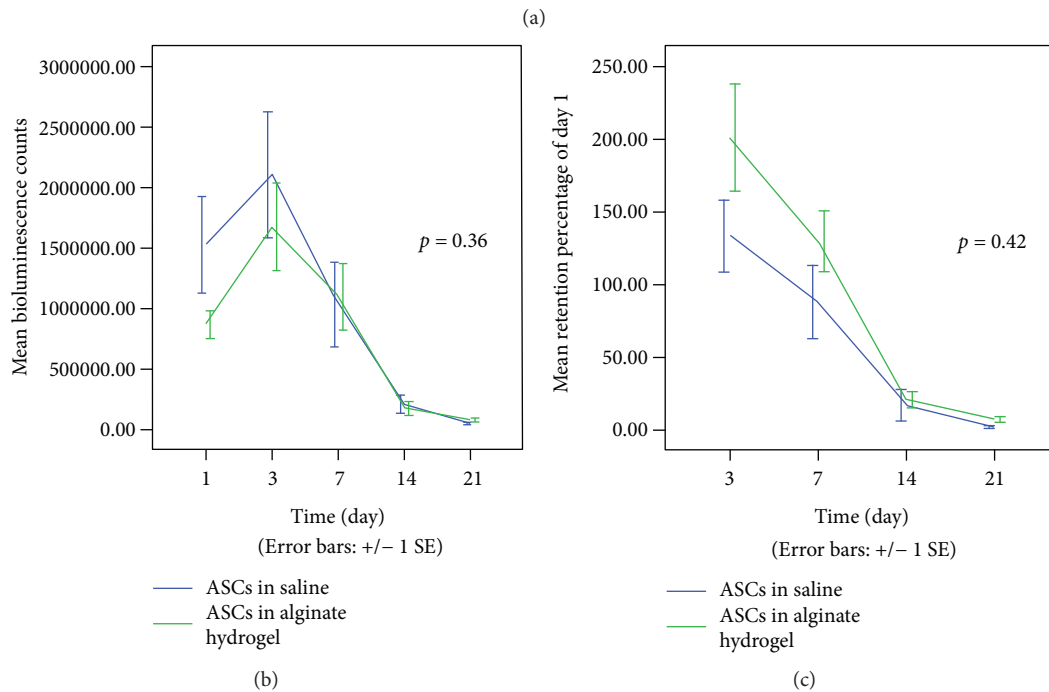 (a)
Mean bioluminescence counts
3000000.00
2500000.00
2000000.00
1500000.00
1000000.00
500000.00
0.00
p = 0.36
1 3 7 14 21
Time (day)
(Error bars: +/− 1 SE)
ASCs in saline
ASCs in alginate
hydrogel
(b)
Mean retention percentage of day 1
250.00
200.00
150.00
100.00
50.00
0.00
p = 0.42
3 7 14 21
Time (day)
(Error bars: +/− 1 SE)
ASCs in saline
ASCs in alginate
hydrogel
(c)